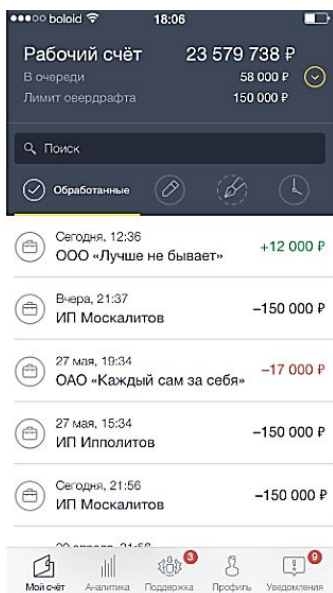 boloid 18:06
Рабочий счёт 23 579 738 ₽
В очереди 58 000 ₽
Лимит овердрафта 150 000 ₽
Поиск
Обработанные
Сегодня, 12:36
ООО «Лучше не бывает» +12 000 ₽
Вчера, 21:37
ИП Москалитов –150 000 ₽
27 мая, 19:34
ОАО «Каждый сам за себя» –17 000 ₽
27 мая, 15:34
ИП Ипполитов –150 000 ₽
Сегодня, 21:56
ИП Москалитов –150 000 ₽
3 9
Мой счёт Аналитика Поддержка Профиль Уведомления